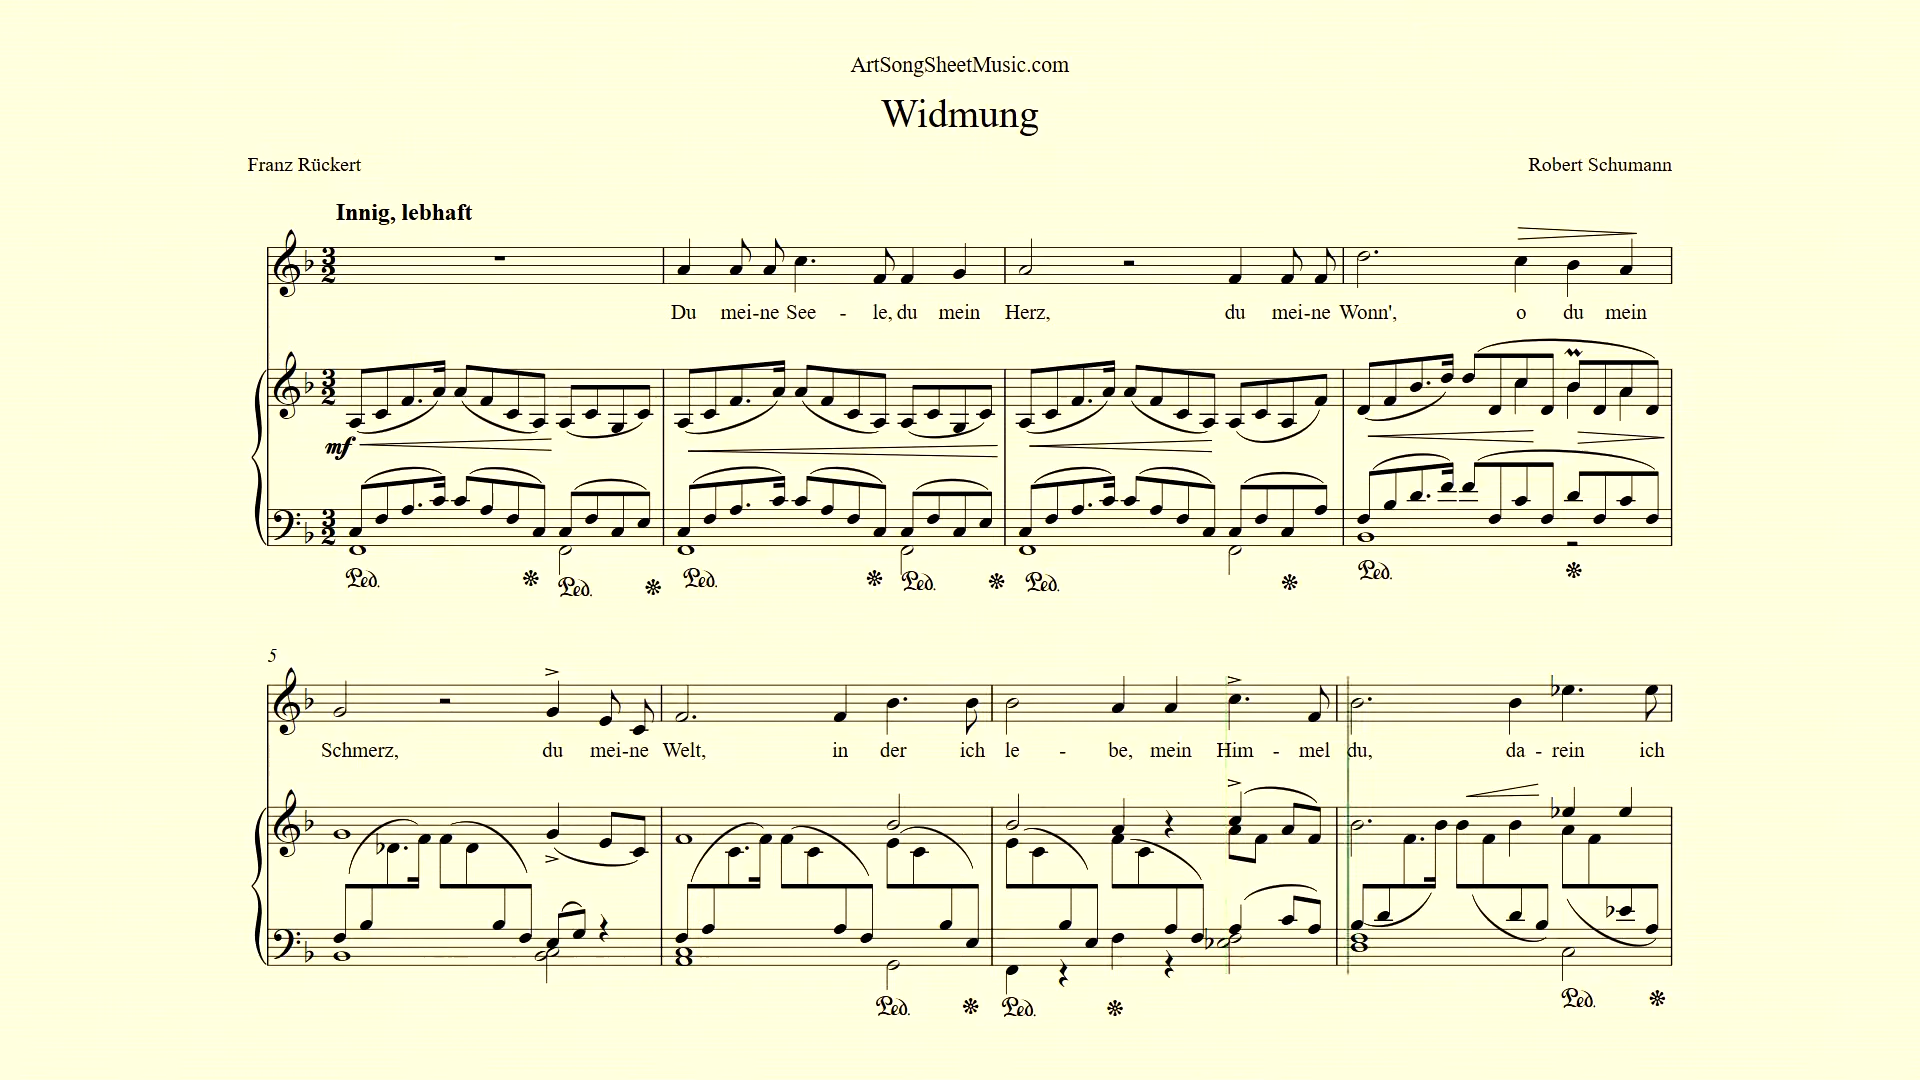 ArtSongSheetMusic.com
Widmung
Franz Rückert
Robert Schumann
Innig, lebhaft
Du mei-ne See - le, du mein Herz, du mei-ne Wonn', o du mein
mf
Ped. Ped. Ped. Ped. Ped. Ped.
5
Schmerz, du mei-ne Welt, in der ich le - be, mein Him - mel du, da - rein ich
Ped. Ped. Ped.